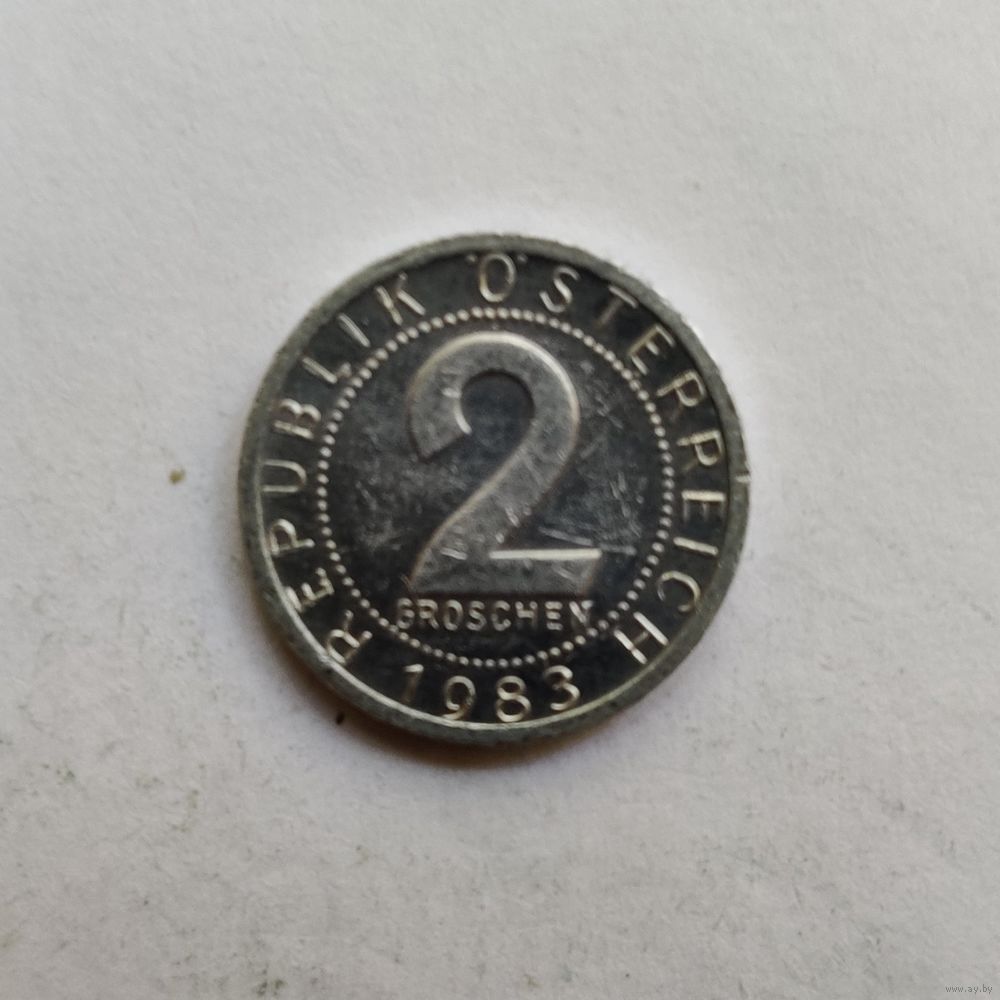 REPUBLIK ÖSTERREICH
2
GROSCHEN
1983
www.ay.by